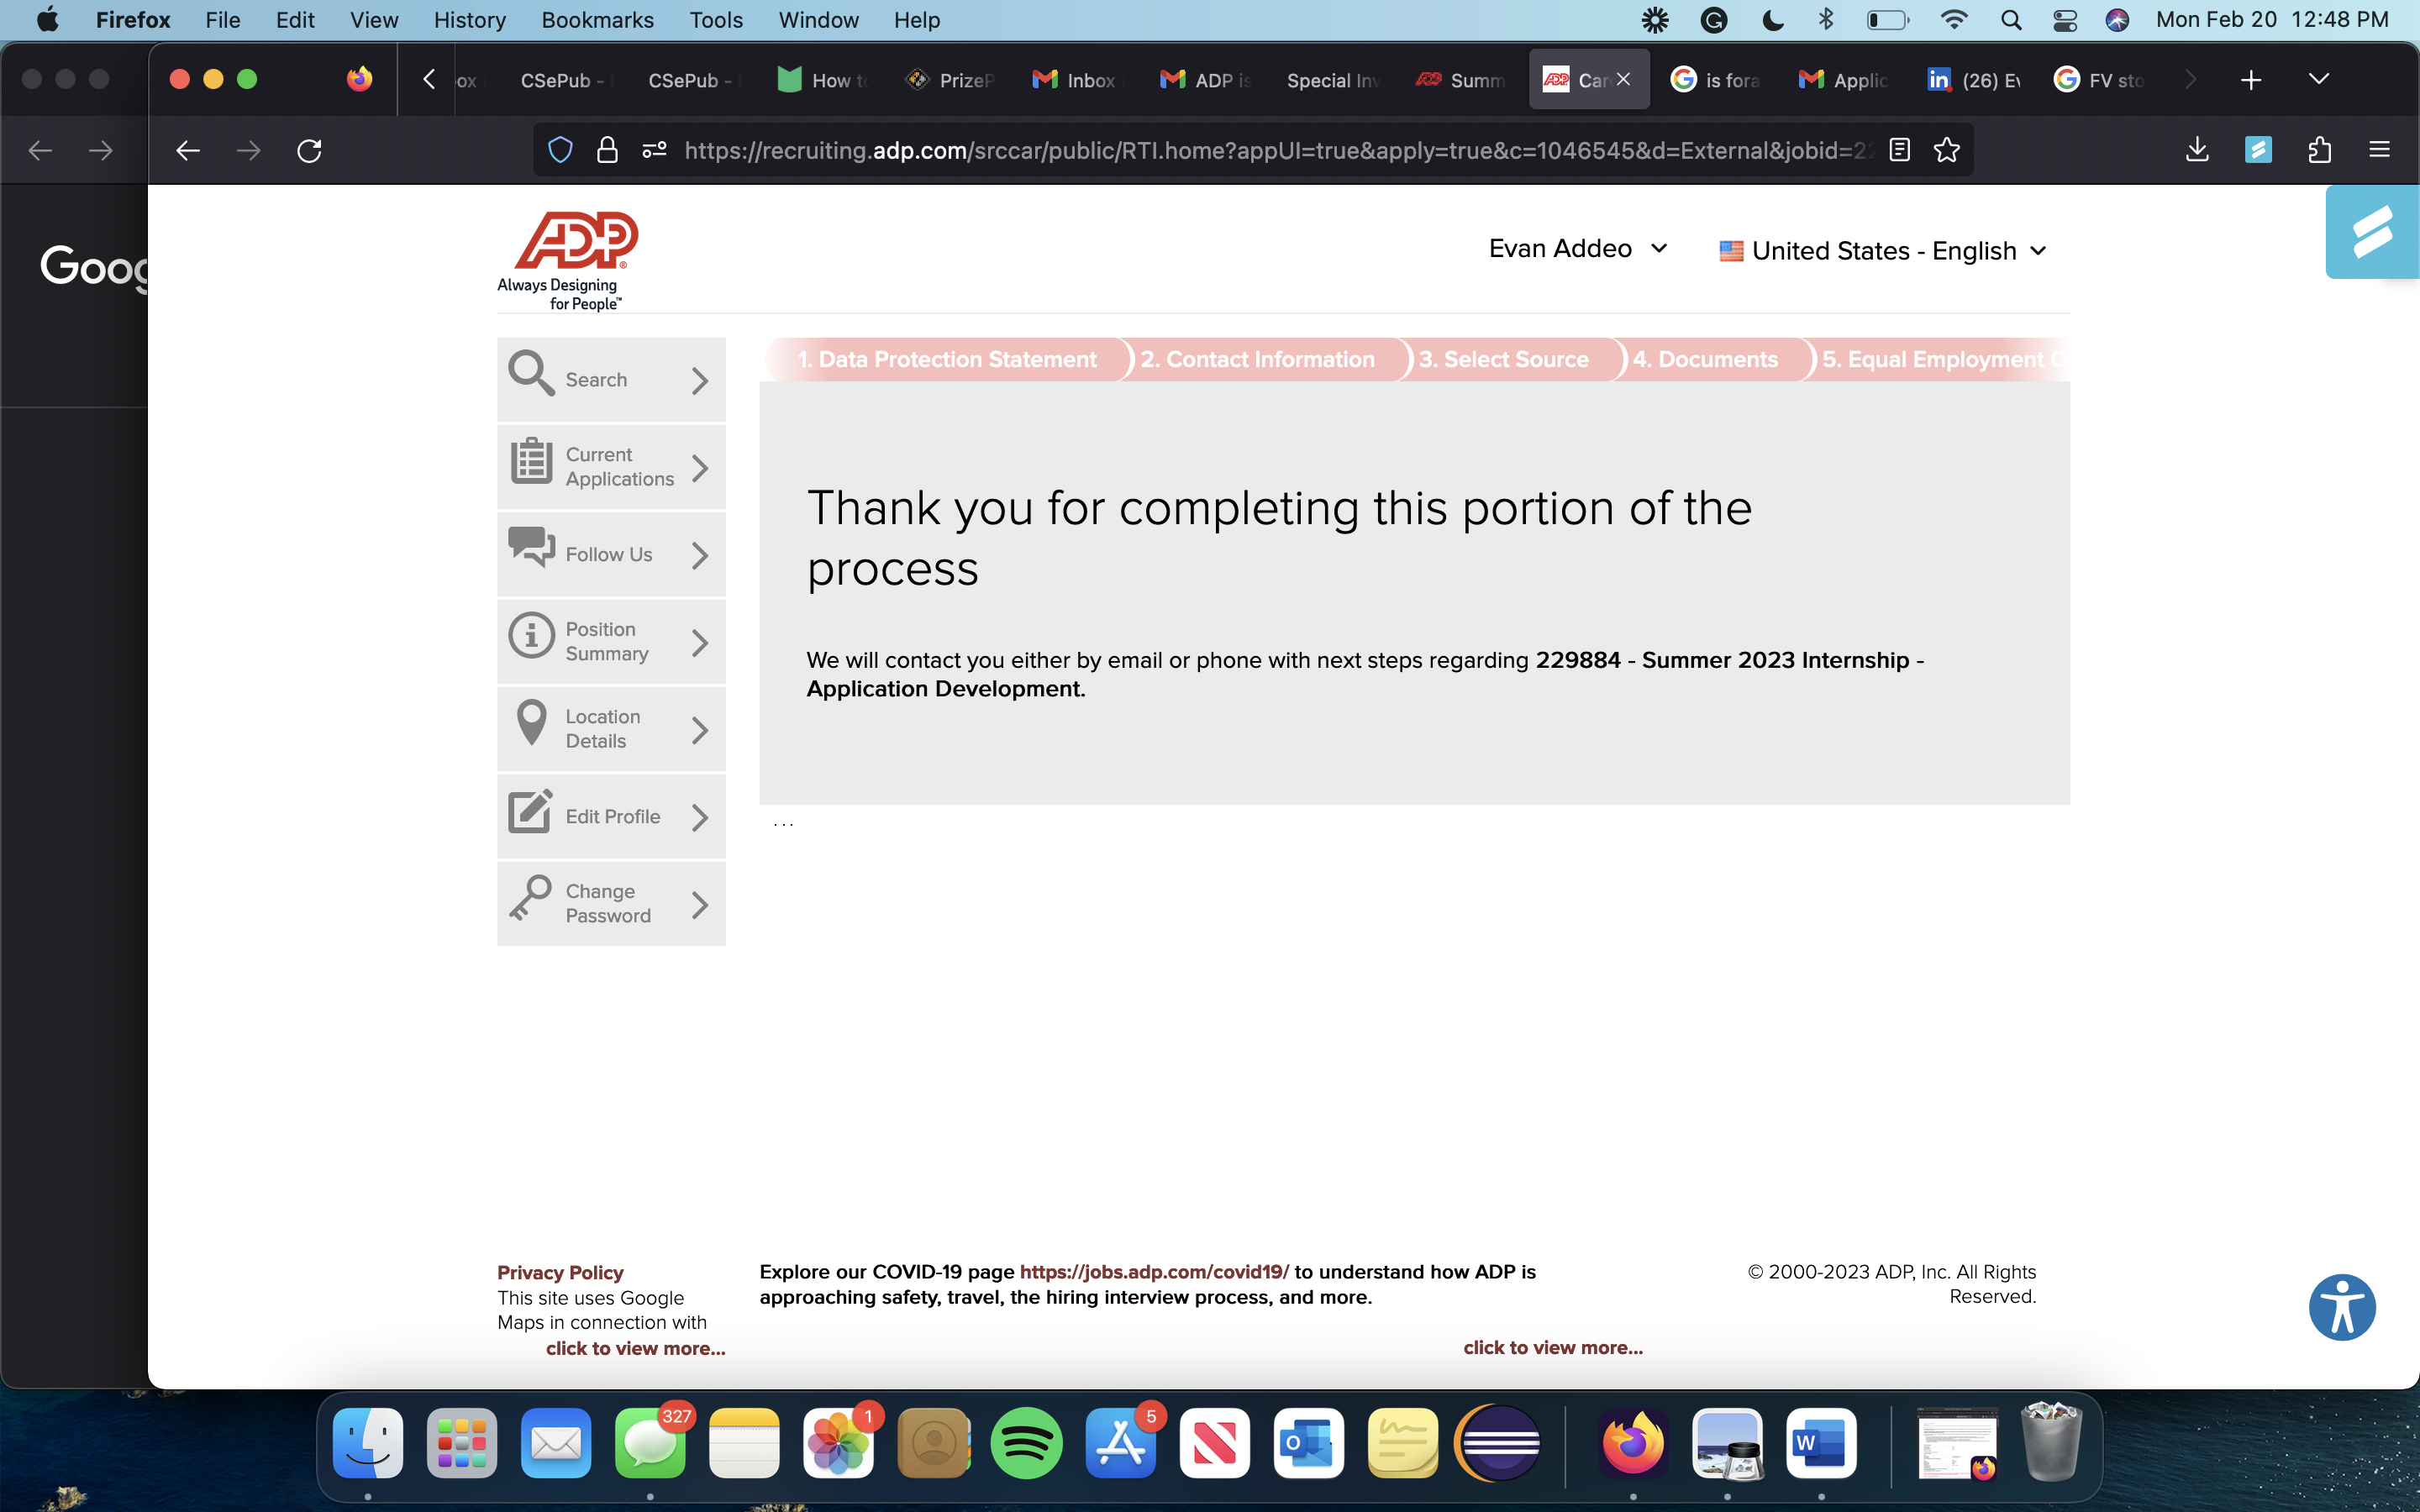 Firefox File Edit View History Bookmarks Tools Window Help Mon Feb 20 12:48 PM
ox CSePub - CSePub - How to PrizeP Inbox ADP is Special Inv Summ Car is fora Applic (26) Ev FV sto
https://recruiting.adp.com/srccar/public/RTI.home?appUI=true&apply=true&c=1046545&d=External&jobid=22
Goog
ADP
Always Designing
for People™
Evan Addeo United States - English
1. Data Protection Statement 2. Contact Information 3. Select Source 4. Documents 5. Equal Employment O
Search
Current
Applications
Follow Us
Position
Summary
Location
Details
Edit Profile
Change
Password
Thank you for completing this portion of the
process
We will contact you either by email or phone with next steps regarding 229884 - Summer 2023 Internship -
Application Development.
...
Privacy Policy
This site uses Google
Maps in connection with
click to view more...
Explore our COVID-19 page https://jobs.adp.com/covid19/ to understand how ADP is
approaching safety, travel, the hiring interview process, and more.
click to view more...
© 2000-2023 ADP, Inc. All Rights
Reserved.
327 1 5